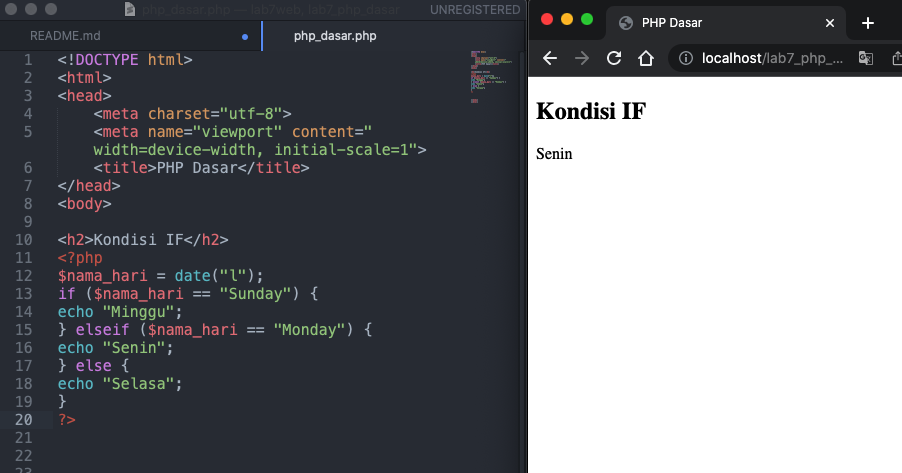 php_dasar.php — lab7web, lab7_php_dasar
UNREGISTERED
README.md
php_dasar.php
1 <!DOCTYPE html>
2 <html>
3 <head>
4 <meta charset="utf-8">
5 <meta name="viewport" content="
width=device-width, initial-scale=1">
6 <title>PHP Dasar</title>
7 </head>
8 <body>
9
10 <h2>Kondisi IF</h2>
11 <?php
12 $nama_hari = date("l");
13 if ($nama_hari == "Sunday") {
14 echo "Minggu";
15 } elseif ($nama_hari == "Monday") {
16 echo "Senin";
17 } else {
18 echo "Selasa";
19 }
20 ?>
21
22
23
PHP Dasar
localhost/lab7_php_...
Kondisi IF
Senin